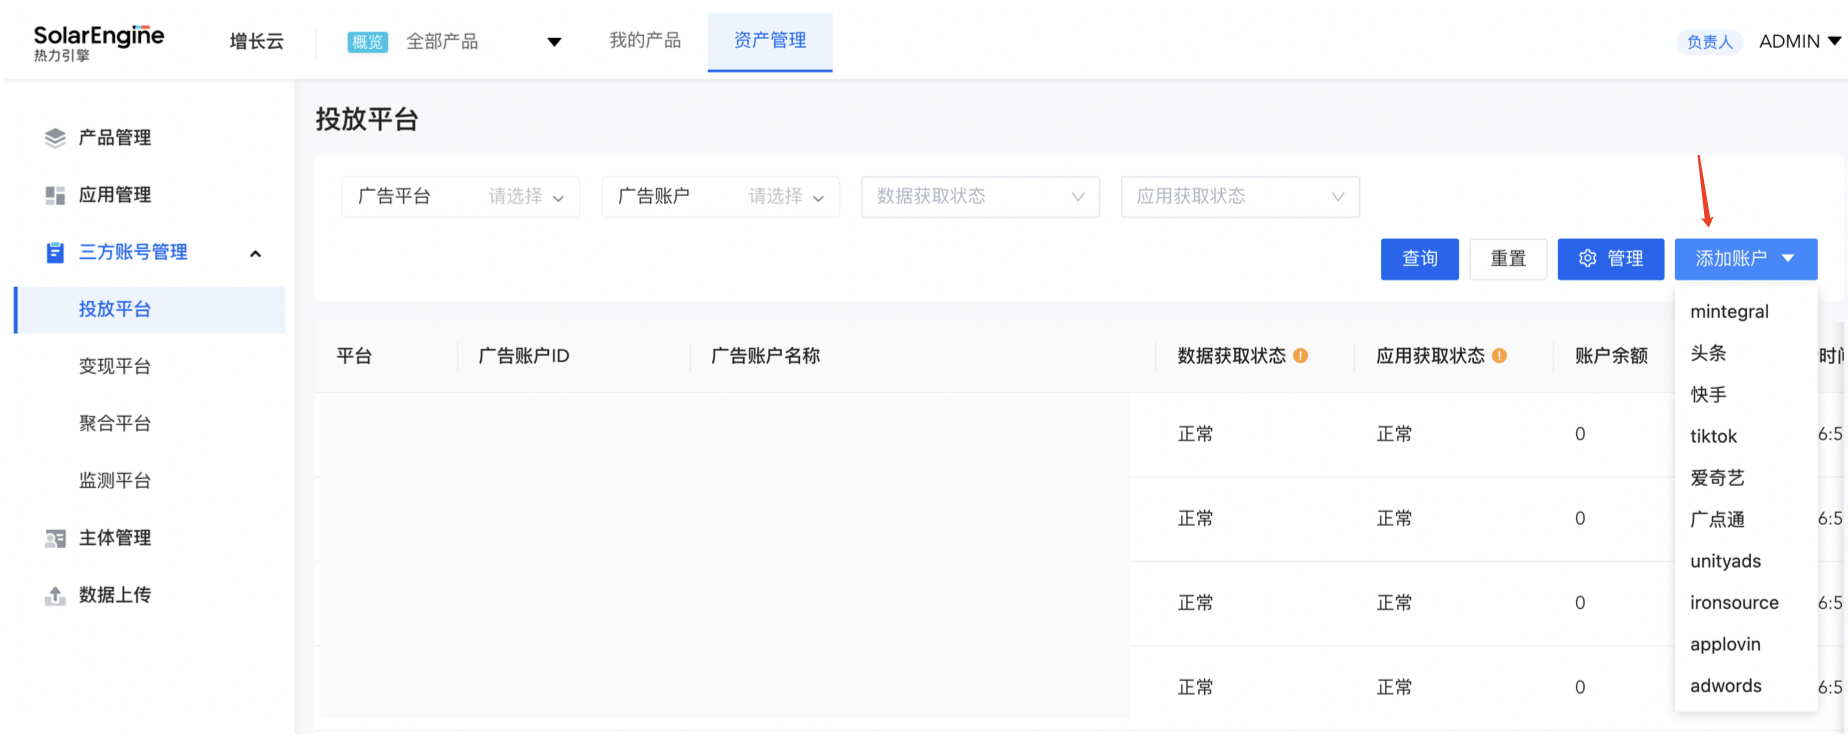 SolarEngine
热力引擎
增长云
概览 全部产品
我的产品
资产管理
负责人 ADMIN
产品管理
应用管理
三方账号管理
投放平台
变现平台
聚合平台
监测平台
主体管理
数据上传
投放平台
广告平台 请选择
广告账户 请选择
数据获取状态
应用获取状态
查询
重置
管理
添加账户
mintegral
头条
快手
tiktok
爱奇艺
广点通
unityads
ironsource
applovin
adwords
平台 广告账户ID 广告账户名称 数据获取状态 应用获取状态 账户余额
正常 正常 0 6:5
正常 正常 0 6:5
正常 正常 0 6:5
正常 正常 0 6:5